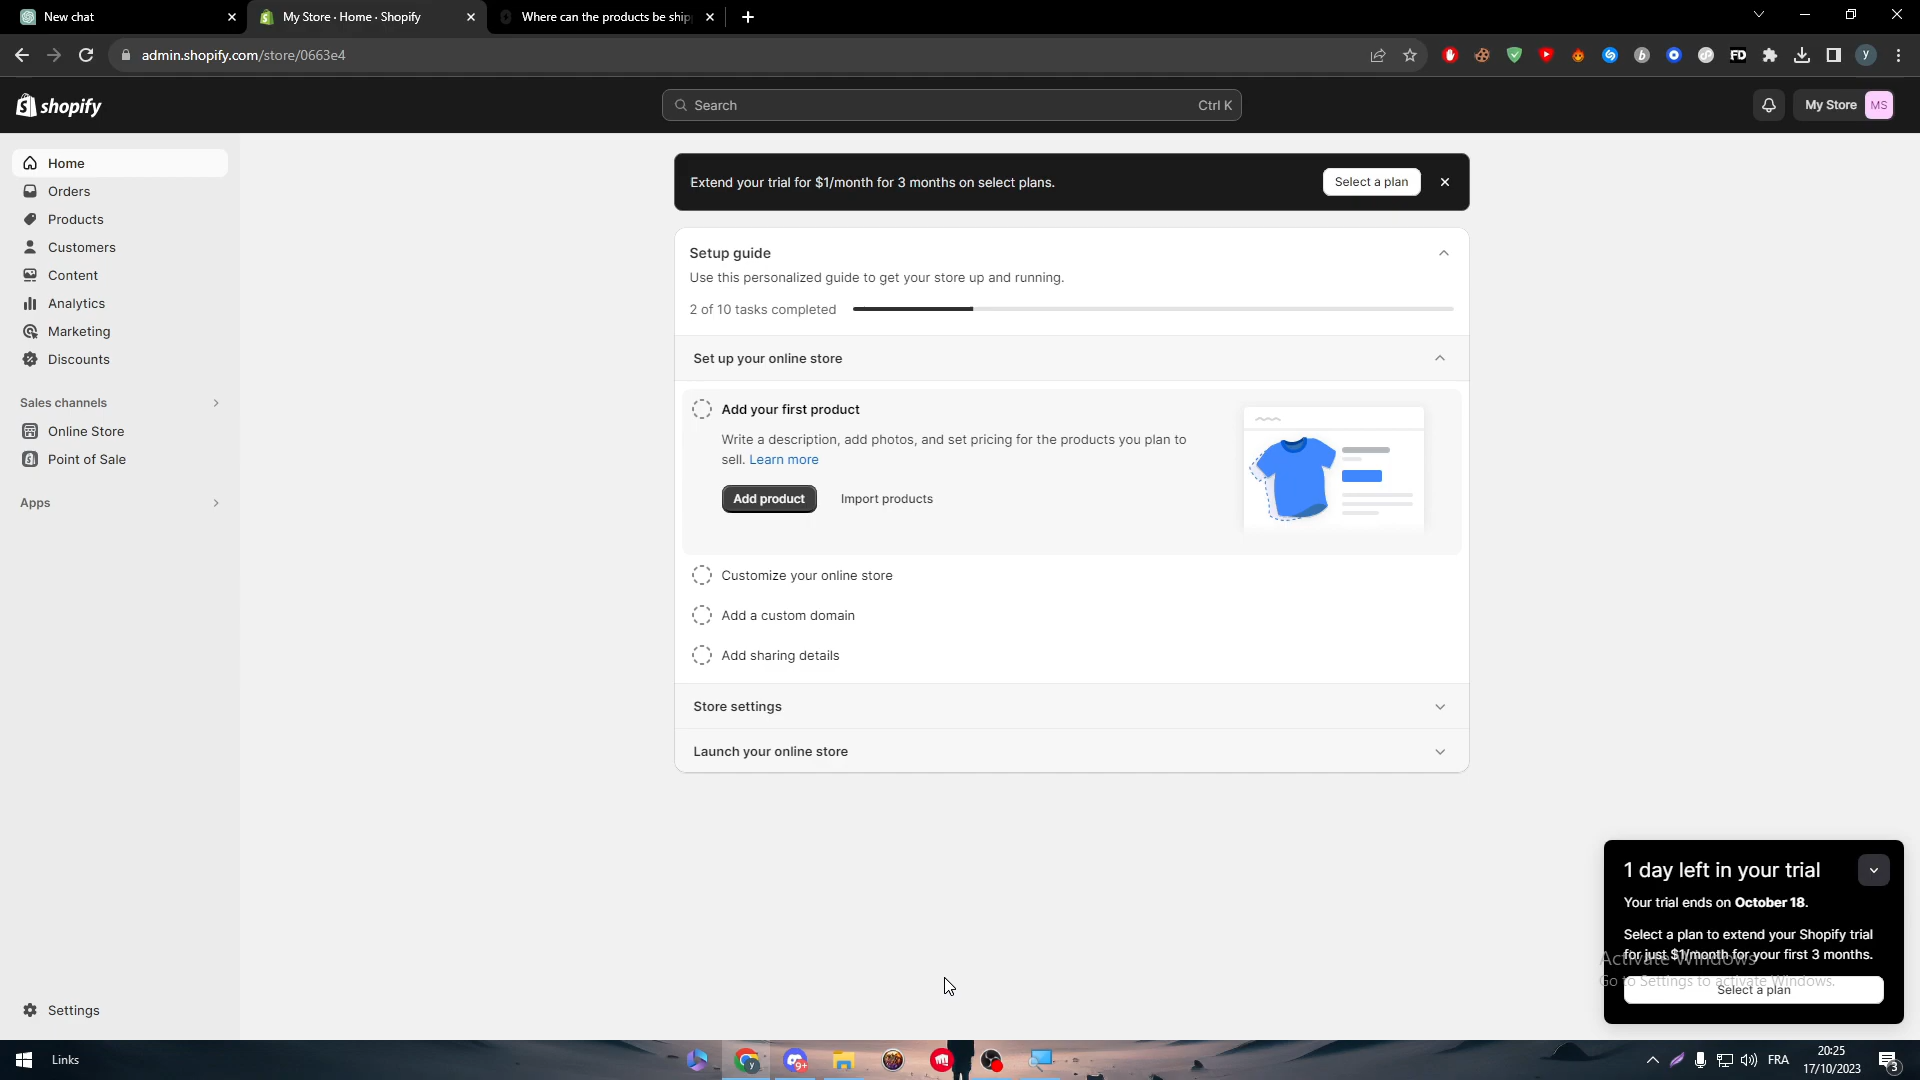 New chat
My Store · Home · Shopify
Where can the products be ship
admin.shopify.com/store/0663e4
FD
y
shopify
Search
Ctrl K
My Store
MS
Home
Orders
Products
Customers
Content
Analytics
Marketing
Discounts
Sales channels
Online Store
Point of Sale
Apps
Settings
Extend your trial for $1/month for 3 months on select plans.
Select a plan
Setup guide
Use this personalized guide to get your store up and running.
2 of 10 tasks completed
Set up your online store
Add your first product
Write a description, add photos, and set pricing for the products you plan to
sell. Learn more
Add product
Import products
Customize your online store
Add a custom domain
Add sharing details
Store settings
Launch your online store
1 day left in your trial
Your trial ends on October 18.
Select a plan to extend your Shopify trial
for just $1/month for your first 3 months.
Activate Windows
Go to Settings to activate Windows.
Select a plan
Links
9+
FRA
20:25
17/10/2023
3